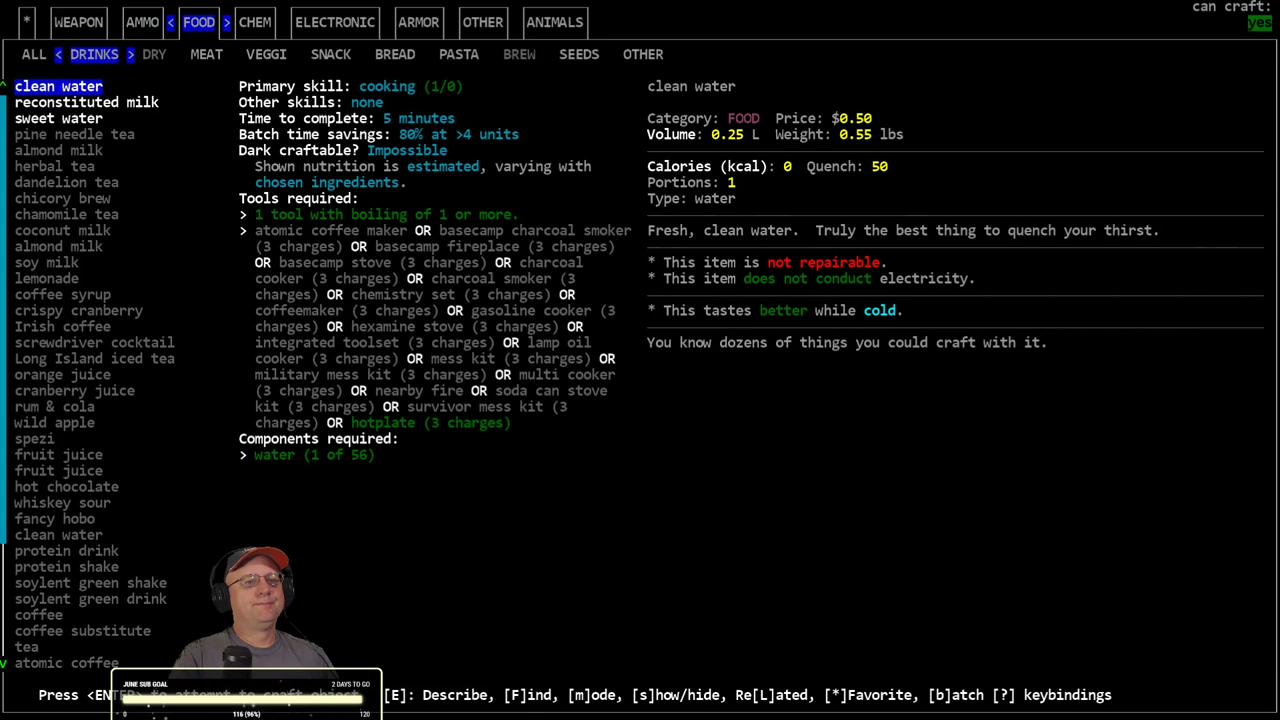 can craft:
* WEAPON AMMO < FOOD > CHEM ELECTRONIC ARMOR OTHER ANIMALS yes
ALL < DRINKS > DRY MEAT VEGGI SNACK BREAD PASTA BREW SEEDS OTHER
^
clean water
reconstituted milk
sweet water
pine needle tea
almond milk
herbal tea
dandelion tea
chicory brew
chamomile tea
coconut milk
almond milk
soy milk
lemonade
coffee syrup
crispy cranberry
Irish coffee
screwdriver cocktail
Long Island iced tea
orange juice
cranberry juice
rum & cola
wild apple
spezi
fruit juice
fruit juice
hot chocolate
whiskey sour
fancy hobo
clean water
protein drink
protein shake
soylent green shake
soylent green drink
coffee
coffee substitute
tea
v atomic coffee
Primary skill: cooking (1/0)
Other skills: none
Time to complete: 5 minutes
Batch time savings: 80% at >4 units
Dark craftable? Impossible
Shown nutrition is estimated, varying with
chosen ingredients.
Tools required:
> 1 tool with boiling of 1 or more.
> atomic coffee maker OR basecamp charcoal smoker
(3 charges) OR basecamp fireplace (3 charges)
OR basecamp stove (3 charges) OR charcoal
cooker (3 charges) OR charcoal smoker (3
charges) OR chemistry set (3 charges) OR
coffeemaker (3 charges) OR gasoline cooker (3
charges) OR hexamine stove (3 charges) OR
integrated toolset (3 charges) OR lamp oil
cooker (3 charges) OR mess kit (3 charges) OR
military mess kit (3 charges) OR multi cooker
(3 charges) OR nearby fire OR soda can stove
kit (3 charges) OR survivor mess kit (3
charges) OR hotplate (3 charges)
Components required:
> water (1 of 56)
clean water
Category: FOOD Price: $0.50
Volume: 0.25 L Weight: 0.55 lbs
Calories (kcal): 0 Quench: 50
Portions: 1
Type: water
Fresh, clean water. Truly the best thing to quench your thirst.
* This item is not repairable.
* This item does not conduct electricity.
* This tastes better while cold.
You know dozens of things you could craft with it.
JUNE SUB GOAL 2 DAYS TO GO
Press <ENTER> to attempt to craft object [E]: Describe, [F]ind, [m]ode, [s]how/hide, Re[L]ated, [*]Favorite, [b]atch [?] keybindings
0 116 (96%) 120